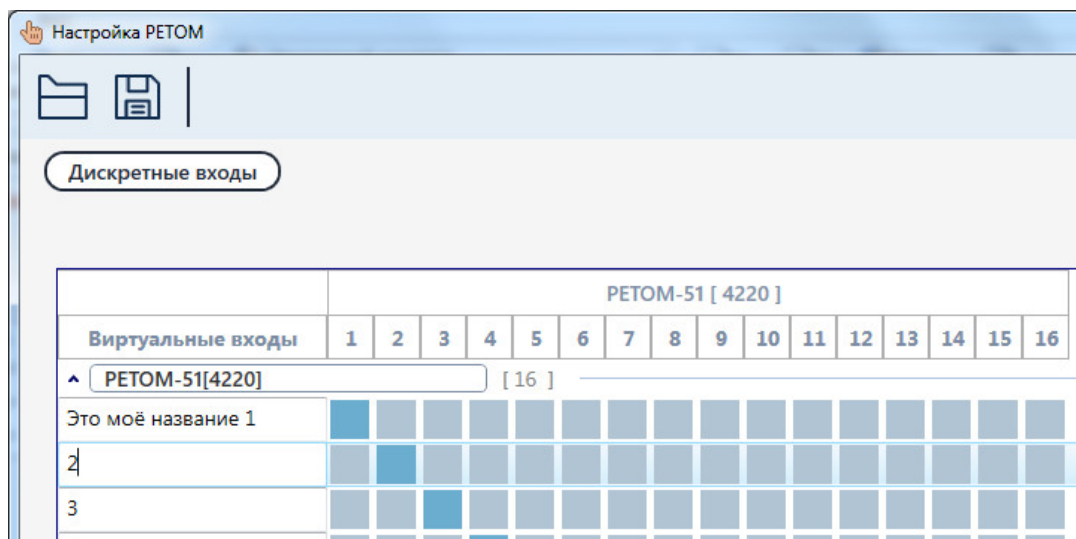 Настройка РЕТОМ
Дискретные входы
РЕТОМ-51 [ 4220 ]
Виртуальные входы 1 2 3 4 5 6 7 8 9 10 11 12 13 14 15 16
РЕТОМ-51[4220] [ 16 ]
Это моё название 1
2
3